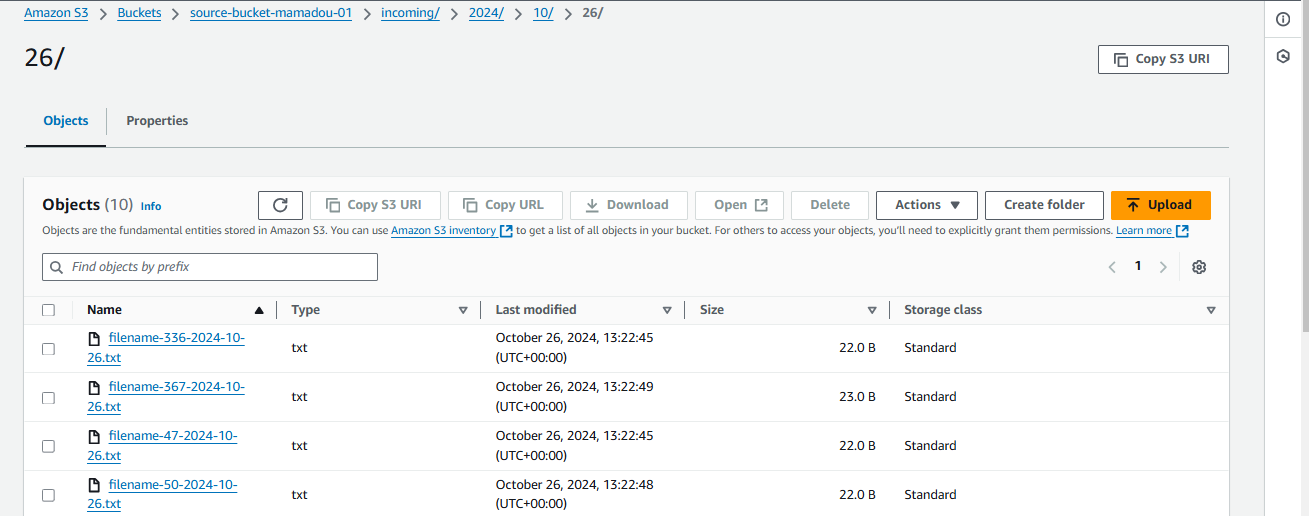 Amazon S3 > Buckets > source-bucket-mamadou-01 > incoming/ > 2024/ > 10/ > 26/
26/
Copy S3 URI
Objects Properties
Objects (10) Info Copy S3 URI Copy URL Download Open Delete Actions Create folder Upload
Objects are the fundamental entities stored in Amazon S3. You can use Amazon S3 inventory to get a list of all objects in your bucket. For others to access your objects, you'll need to explicitly grant them permissions. Learn more
Find objects by prefix
1
Name Type Last modified Size Storage class
filename-336-2024-10-
26.txt
txt
October 26, 2024, 13:22:45
(UTC+00:00)
22.0 B
Standard
filename-367-2024-10-
26.txt
txt
October 26, 2024, 13:22:49
(UTC+00:00)
23.0 B
Standard
filename-47-2024-10-
26.txt
txt
October 26, 2024, 13:22:45
(UTC+00:00)
22.0 B
Standard
filename-50-2024-10-
26.txt
txt
October 26, 2024, 13:22:48
(UTC+00:00)
22.0 B
Standard